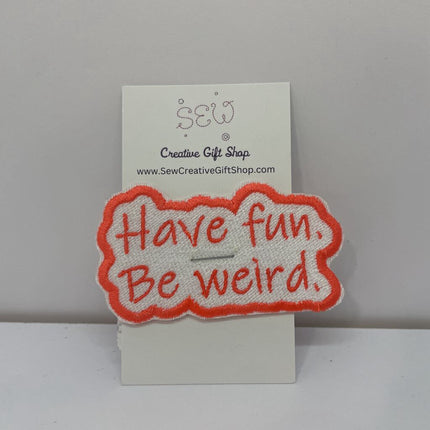 SEW
Creative Gift Shop
www.SewCreativeGiftShop.com
Have fun.
Be weird.